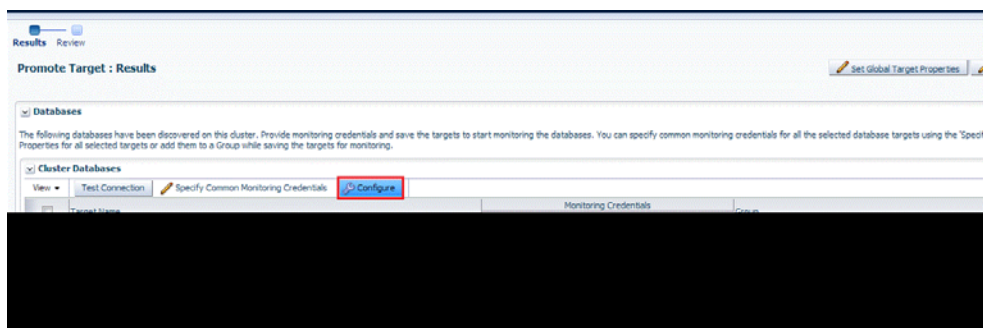 Results Review
Promote Target : Results
Set Global Target Properties
Databases
The following databases have been discovered on this cluster. Provide monitoring credentials and save the targets to start monitoring the databases. You can specify common monitoring credentials for all the selected database targets using the 'Specif
Properties for all selected targets or add them to a Group while saving the targets for monitoring.
Cluster Databases
View Test Connection Specify Common Monitoring Credentials Configure
Target Name Monitoring Credentials Group